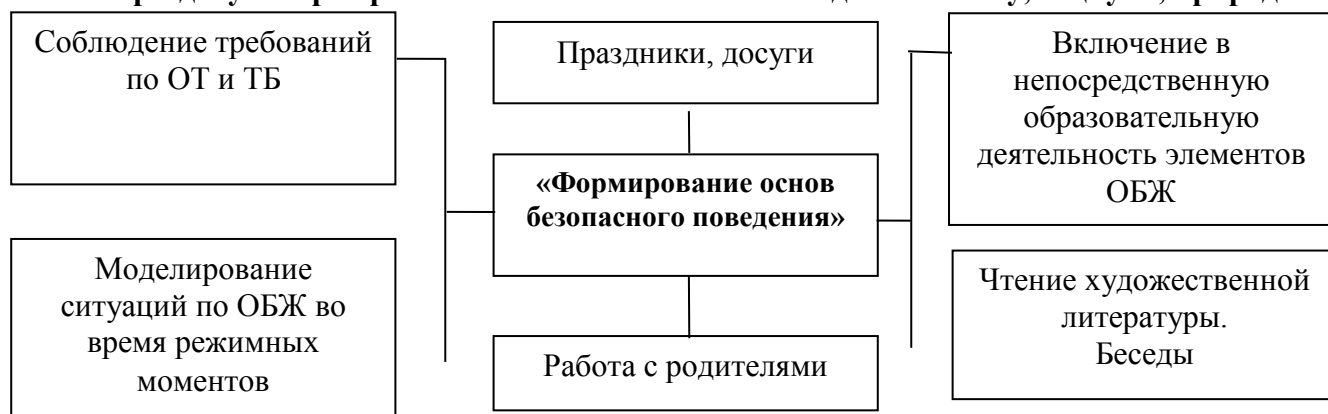 Соблюдение требований
по ОТ и ТБ
Праздники, досуги
Включение в
непосредственную
образовательную
деятельность элементов
ОБЖ
«Формирование основ
безопасного поведения»
Моделирование
ситуаций по ОБЖ во
время режимных
моментов
Работа с родителями
Чтение художественной
литературы.
Беседы